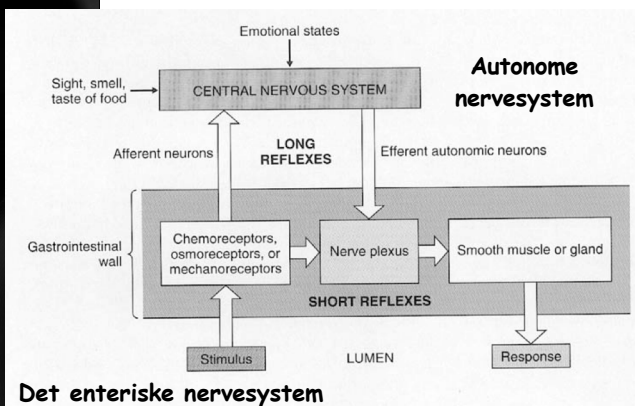 Emotional states
Autonome
nervesystem
Sight, smell,
taste of food
CENTRAL NERVOUS SYSTEM
LONG
REFLEXES
Afferent neurons
Efferent autonomic neurons
Gastrointestinal
wall
Chemoreceptors,
osmoreceptors, or
mechanoreceptors
Nerve plexus
Smooth muscle or gland
SHORT REFLEXES
Stimulus
LUMEN
Response
Det enteriske nervesystem